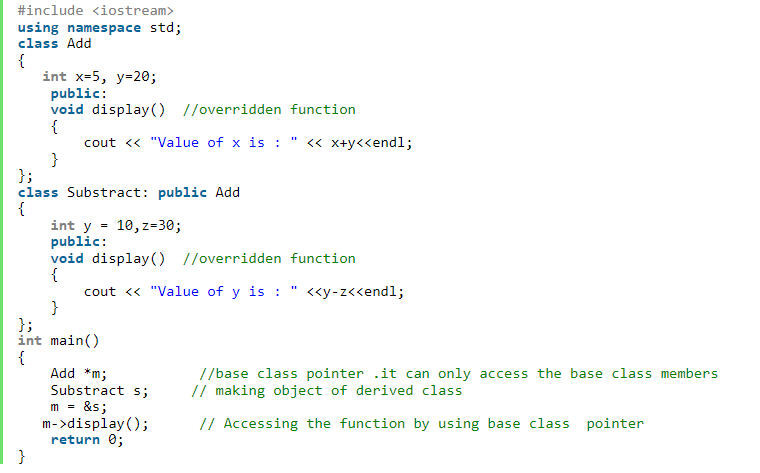 #include <iostream>
using namespace std;
class Add
{
   int x=5, y=20;
    public:
    void display()  //overridden function
    {
        cout << "Value of x is : " << x+y<<endl;
    }
};
class Substract: public Add
{
    int y = 10,z=30;
    public:
    void display()  //overridden function
    {
        cout << "Value of y is : " <<y-z<<endl;
    }
};
int main()
{
    Add *m;           //base class pointer .it can only access the base class members
    Substract s;     // making object of derived class
    m = &s;
   m->display();      // Accessing the function by using base class  pointer
    return 0;
}